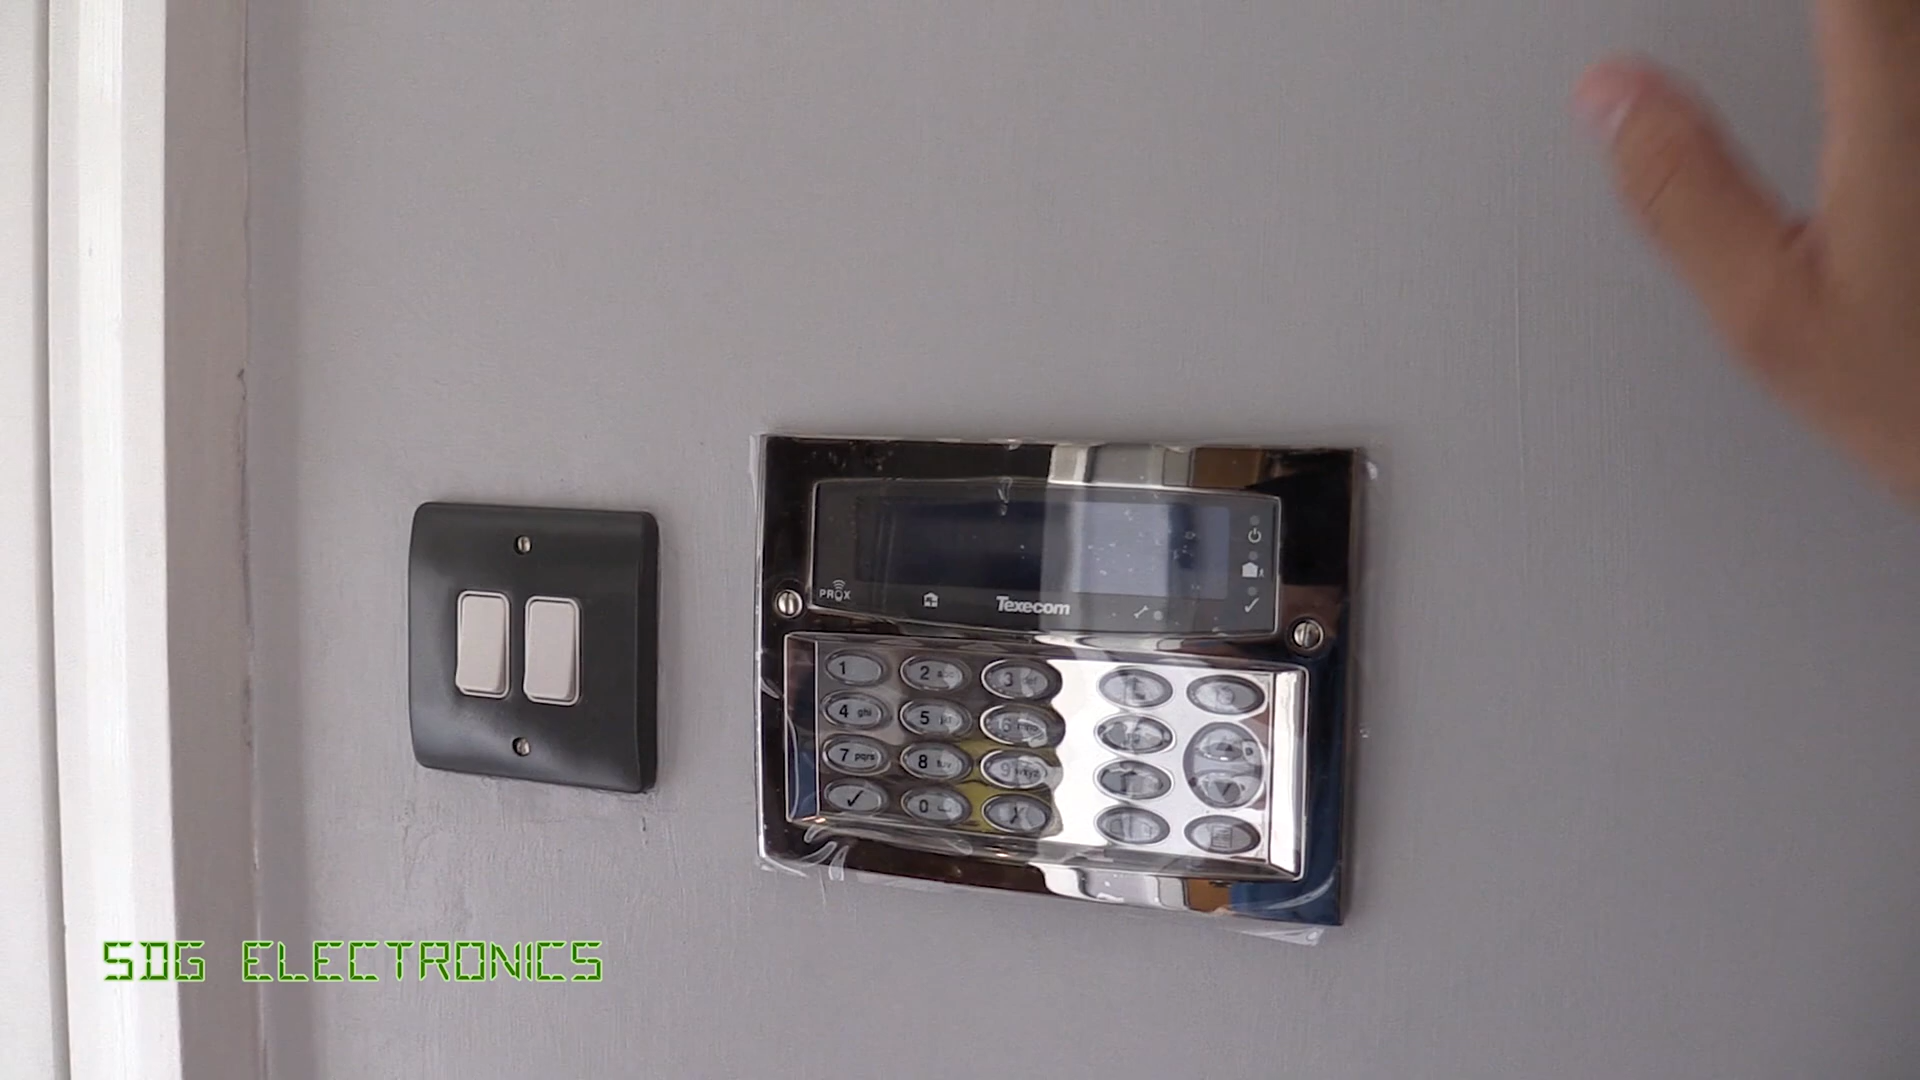 PROX
Texecom
1 2 abc 3 def
4 ghi 5 jkl 6 mno
7 pqrs 8 tuv 9 wxyz
0
SDG ELECTRONICS